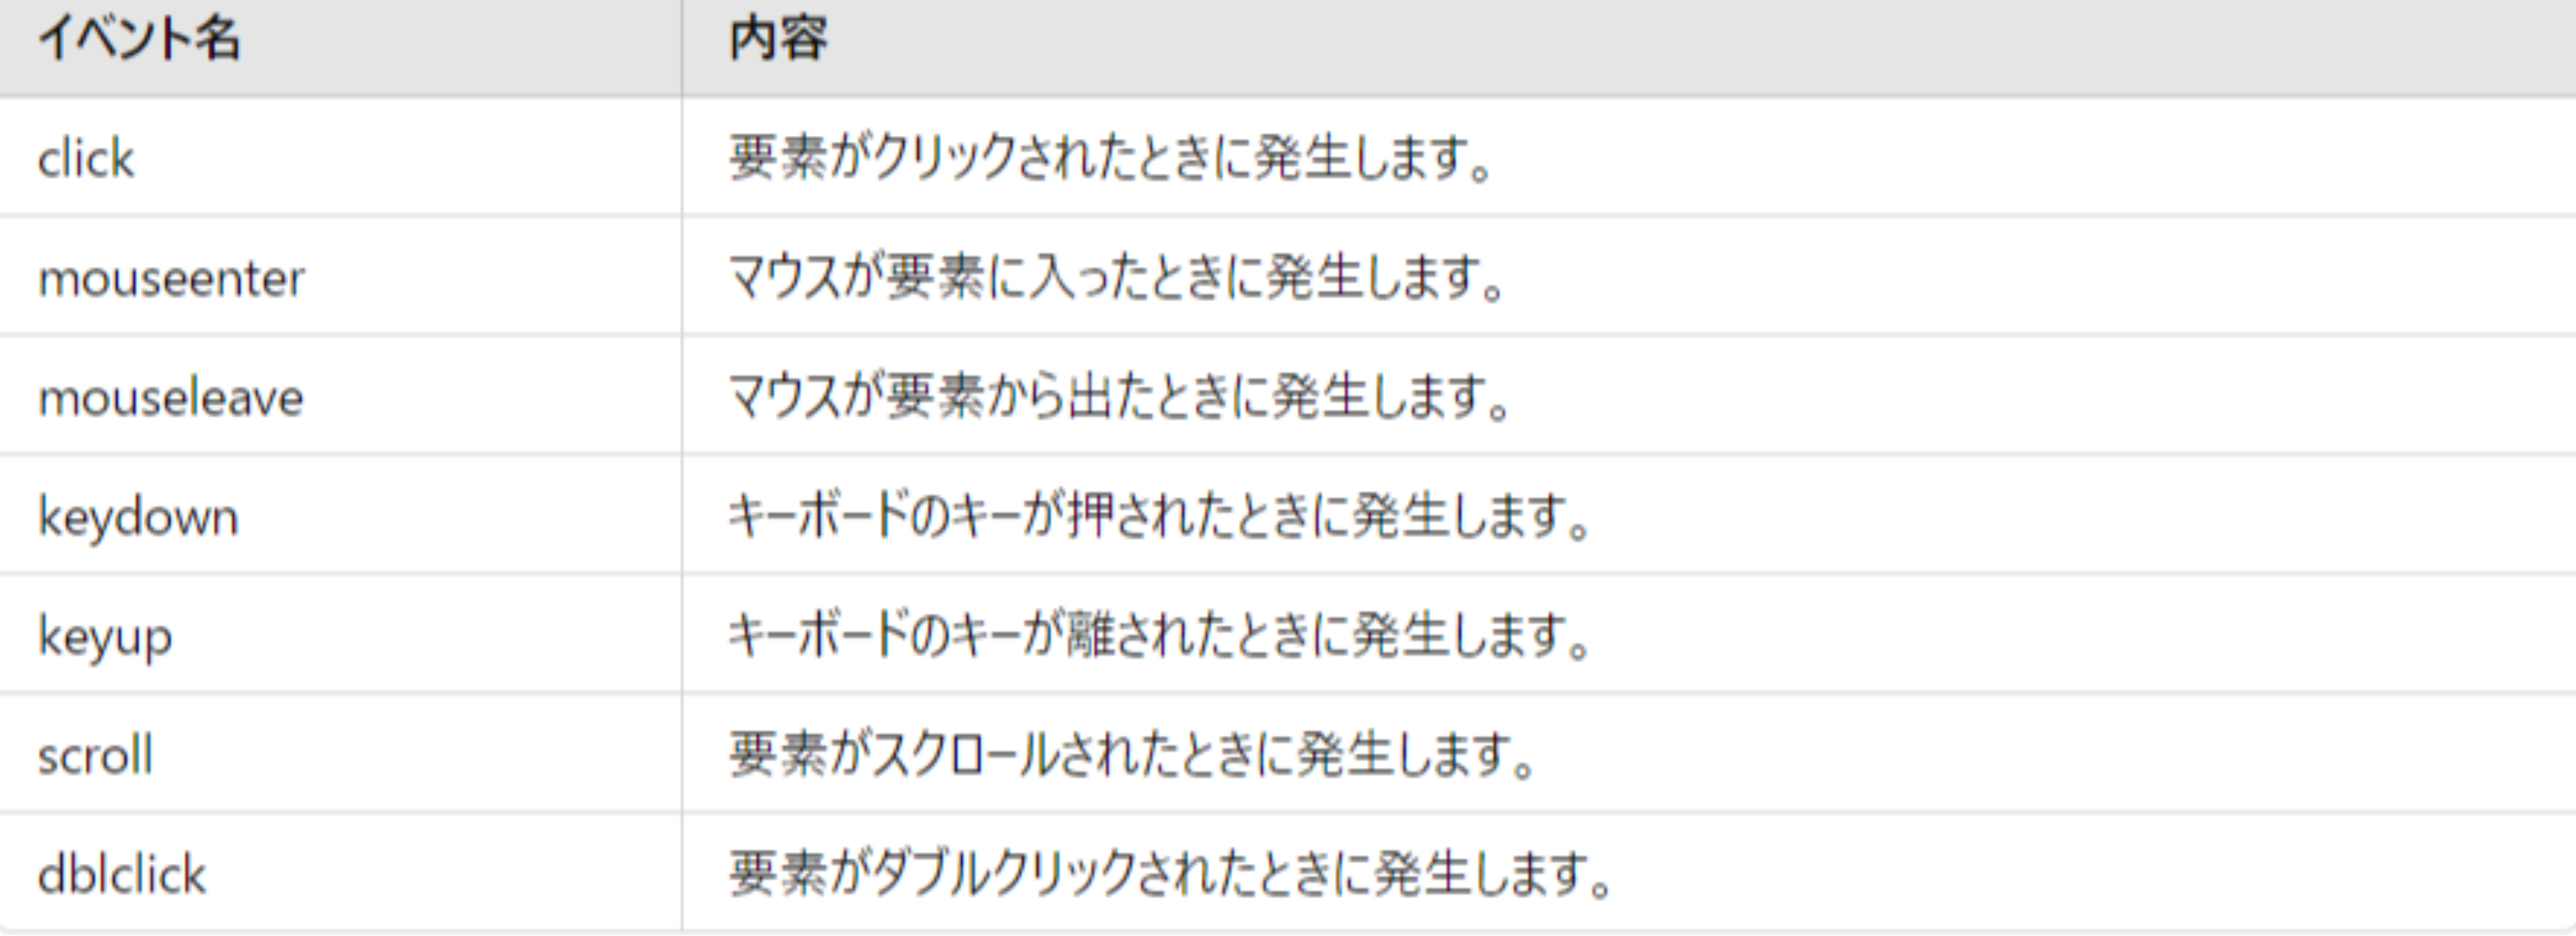 イベント名 内容
click 要素がクリックされたときに発生します。
mouseenter マウスが要素に入ったときに発生します。
mouseleave マウスが要素から出たときに発生します。
keydown キーボードのキーが押されたときに発生します。
keyup キーボードのキーが離されたときに発生します。
scroll 要素がスクロールされたときに発生します。
dblclick 要素がダブルクリックされたときに発生します。